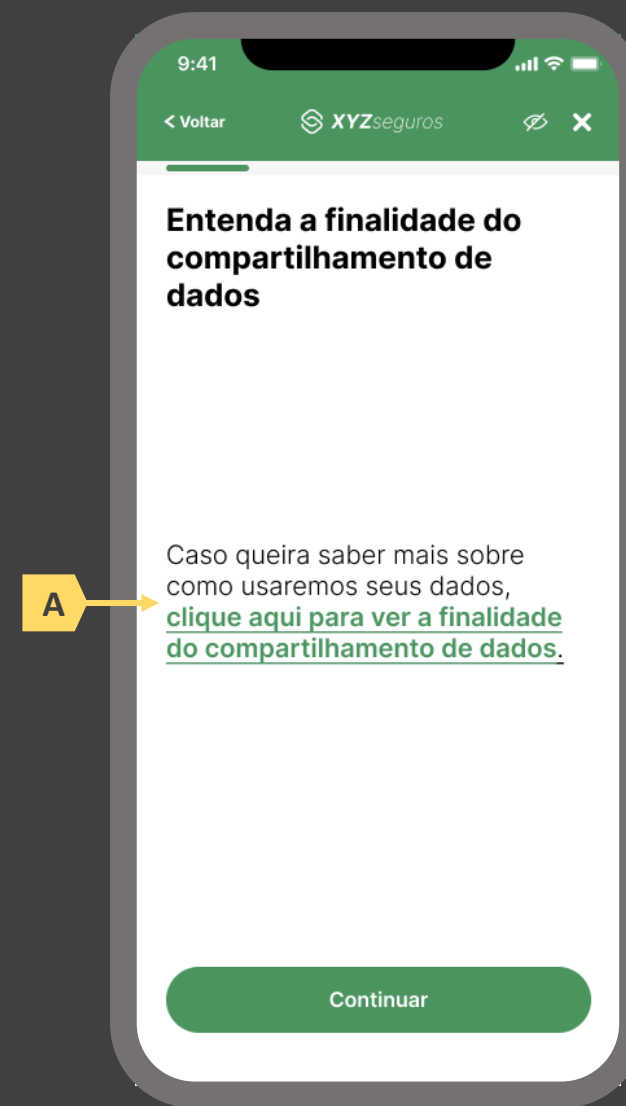 9:41
< Voltar XYZseguros
Entenda a finalidade do
compartilhamento de
dados
Caso queira saber mais sobre
como usaremos seus dados,
A
clique aqui para ver a finalidade
do compartilhamento de dados.
Continuar